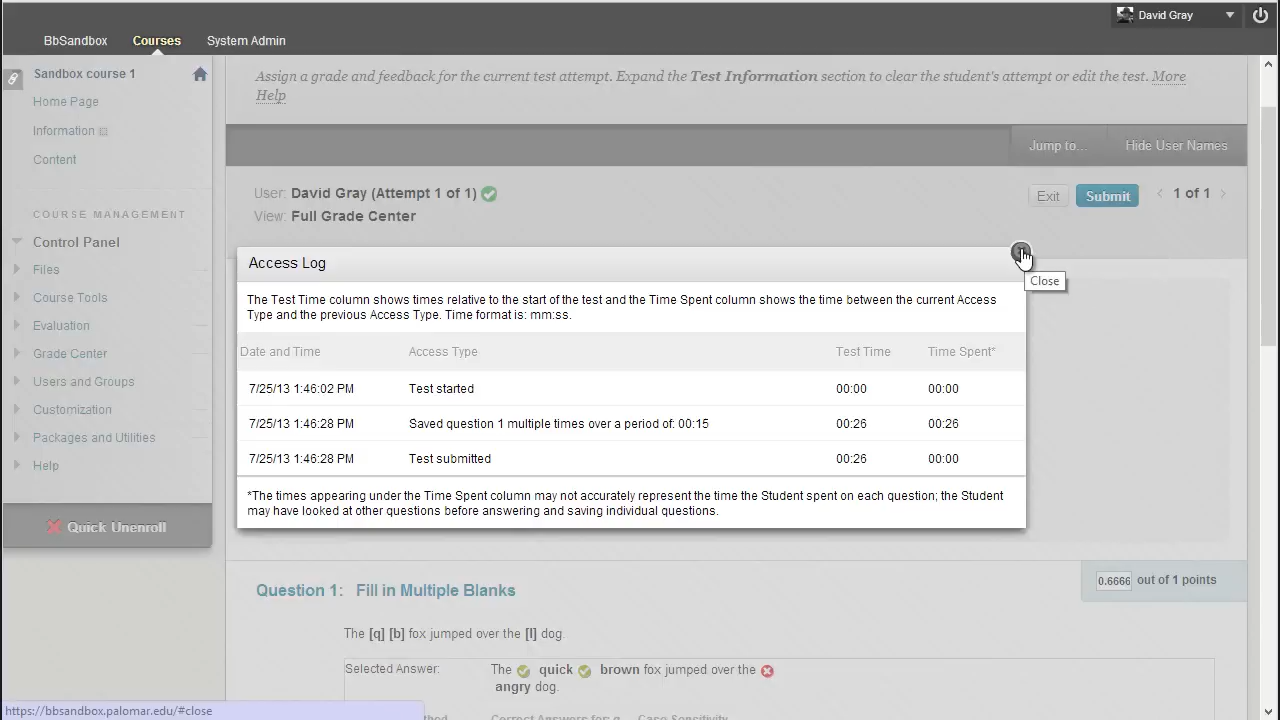 David Gray
BbSandbox Courses System Admin
Sandbox course 1
Home Page
Information
Content
COURSE MANAGEMENT
Control Panel
Files
Course Tools
Evaluation
Grade Center
Users and Groups
Customization
Packages and Utilities
Help
Quick Unenroll
Assign a grade and feedback for the current test attempt. Expand the Test Information section to clear the student's attempt or edit the test. More
Help
Jump to... Hide User Names
User: David Gray (Attempt 1 of 1)
View: Full Grade Center
Exit Submit < 1 of 1 >
Access Log
Close
The Test Time column shows times relative to the start of the test and the Time Spent column shows the time between the current Access
Type and the previous Access Type. Time format is: mm:ss.
Date and Time Access Type Test Time Time Spent*
7/25/13 1:46:02 PM Test started 00:00 00:00
7/25/13 1:46:28 PM Saved question 1 multiple times over a period of: 00:15 00:26 00:26
7/25/13 1:46:28 PM Test submitted 00:26 00:00
*The times appearing under the Time Spent column may not accurately represent the time the Student spent on each question; the Student
may have looked at other questions before answering and saving individual questions.
Question 1: Fill in Multiple Blanks
0.6666 out of 1 points
The [q] [b] fox jumped over the [l] dog.
Selected Answer: The quick brown fox jumped over the
angry dog.
Correct Answers for: q Case Sensitivity
https://bbsandbox.palomar.edu/#close